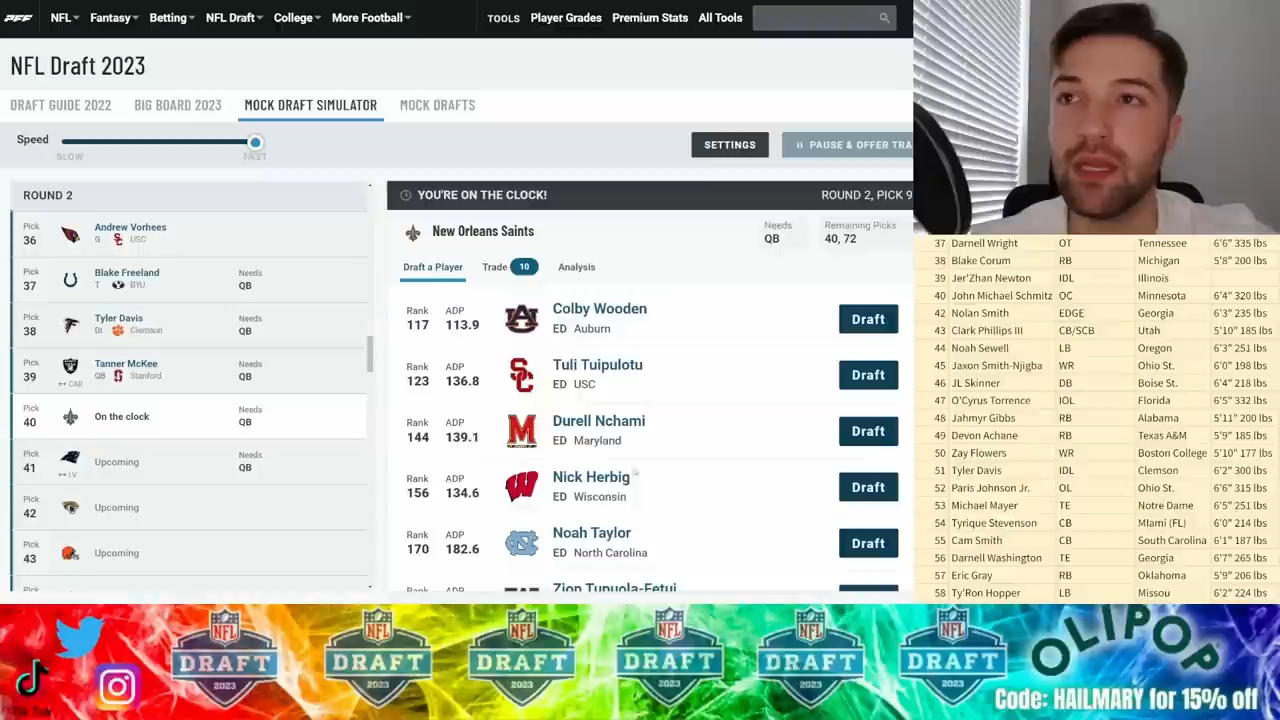 PFF NFL Fantasy Betting NFL Draft College More Football TOOLS Player Grades Premium Stats All Tools
NFL Draft 2023
DRAFT GUIDE 2022 BIG BOARD 2023 MOCK DRAFT SIMULATOR MOCK DRAFTS
Speed
SLOW FAST
SETTINGS
PAUSE & OFFER TRA
ROUND 2
Pick 36 Andrew Vorhees
G USC
Pick 37 Blake Freeland Needs
T BYU QB
Pick 38 Tyler Davis Needs
DI Clemson QB
Pick 39 Tanner McKee Needs
↔ CAR QB Stanford QB
Pick 40 On the clock Needs
QB
Pick 41 Upcoming Needs
↔ LV QB
Pick 42 Upcoming
Pick 43 Upcoming
YOU'RE ON THE CLOCK! ROUND 2, PICK 9
New Orleans Saints
Needs Remaining Picks
QB 40, 72
Draft a Player Trade 10 Analysis
Rank ADP Colby Wooden
117 113.9 ED Auburn Draft
Rank ADP Tuli Tuipulotu
123 136.8 ED USC Draft
Rank ADP Durell Nchami
144 139.1 ED Maryland Draft
Rank ADP Nick Herbig
156 134.6 ED Wisconsin Draft
Rank ADP Noah Taylor
170 182.6 ED North Carolina Draft
Rank ADP Zion Tupuola-Fetui
37 Darnell Wright OT Tennessee 6'6" 335 lbs
38 Blake Corum RB Michigan 5'8" 200 lbs
39 Jer'Zhan Newton IDL Illinois
40 John Michael Schmitz OC Minnesota 6'4" 320 lbs
42 Nolan Smith EDGE Georgia 6'3" 235 lbs
43 Clark Phillips III CB/SCB Utah 5'10" 185 lbs
44 Noah Sewell LB Oregon 6'3" 251 lbs
45 Jaxon Smith-Njigba WR Ohio St. 6'0" 198 lbs
46 JL Skinner DB Boise St. 6'4" 218 lbs
47 O'Cyrus Torrence IOL Florida 6'5" 332 lbs
48 Jahmyr Gibbs RB Alabama 5'11" 200 lbs
49 Devon Achane RB Texas A&M 5'9" 185 lbs
50 Zay Flowers WR Boston College 5'10" 177 lbs
51 Tyler Davis IDL Clemson 6'2" 300 lbs
52 Paris Johnson Jr. OL Ohio St. 6'6" 315 lbs
53 Michael Mayer TE Notre Dame 6'5" 251 lbs
54 Tyrique Stevenson CB MIami (FL) 6'0" 214 lbs
55 Cam Smith CB South Carolina 6'1" 187 lbs
56 Darnell Washington TE Georgia 6'7" 265 lbs
57 Eric Gray RB Oklahoma 5'9" 206 lbs
58 Ty'Ron Hopper LB Missou 6'2" 224 lbs
NFL DRAFT 2023
NFL DRAFT 2023
NFL DRAFT 2023
NFL DRAFT 2023
NFL DRAFT 2023
NFL DRAFT 2023
OLIPOP
Code: HAILMARY for 15% off